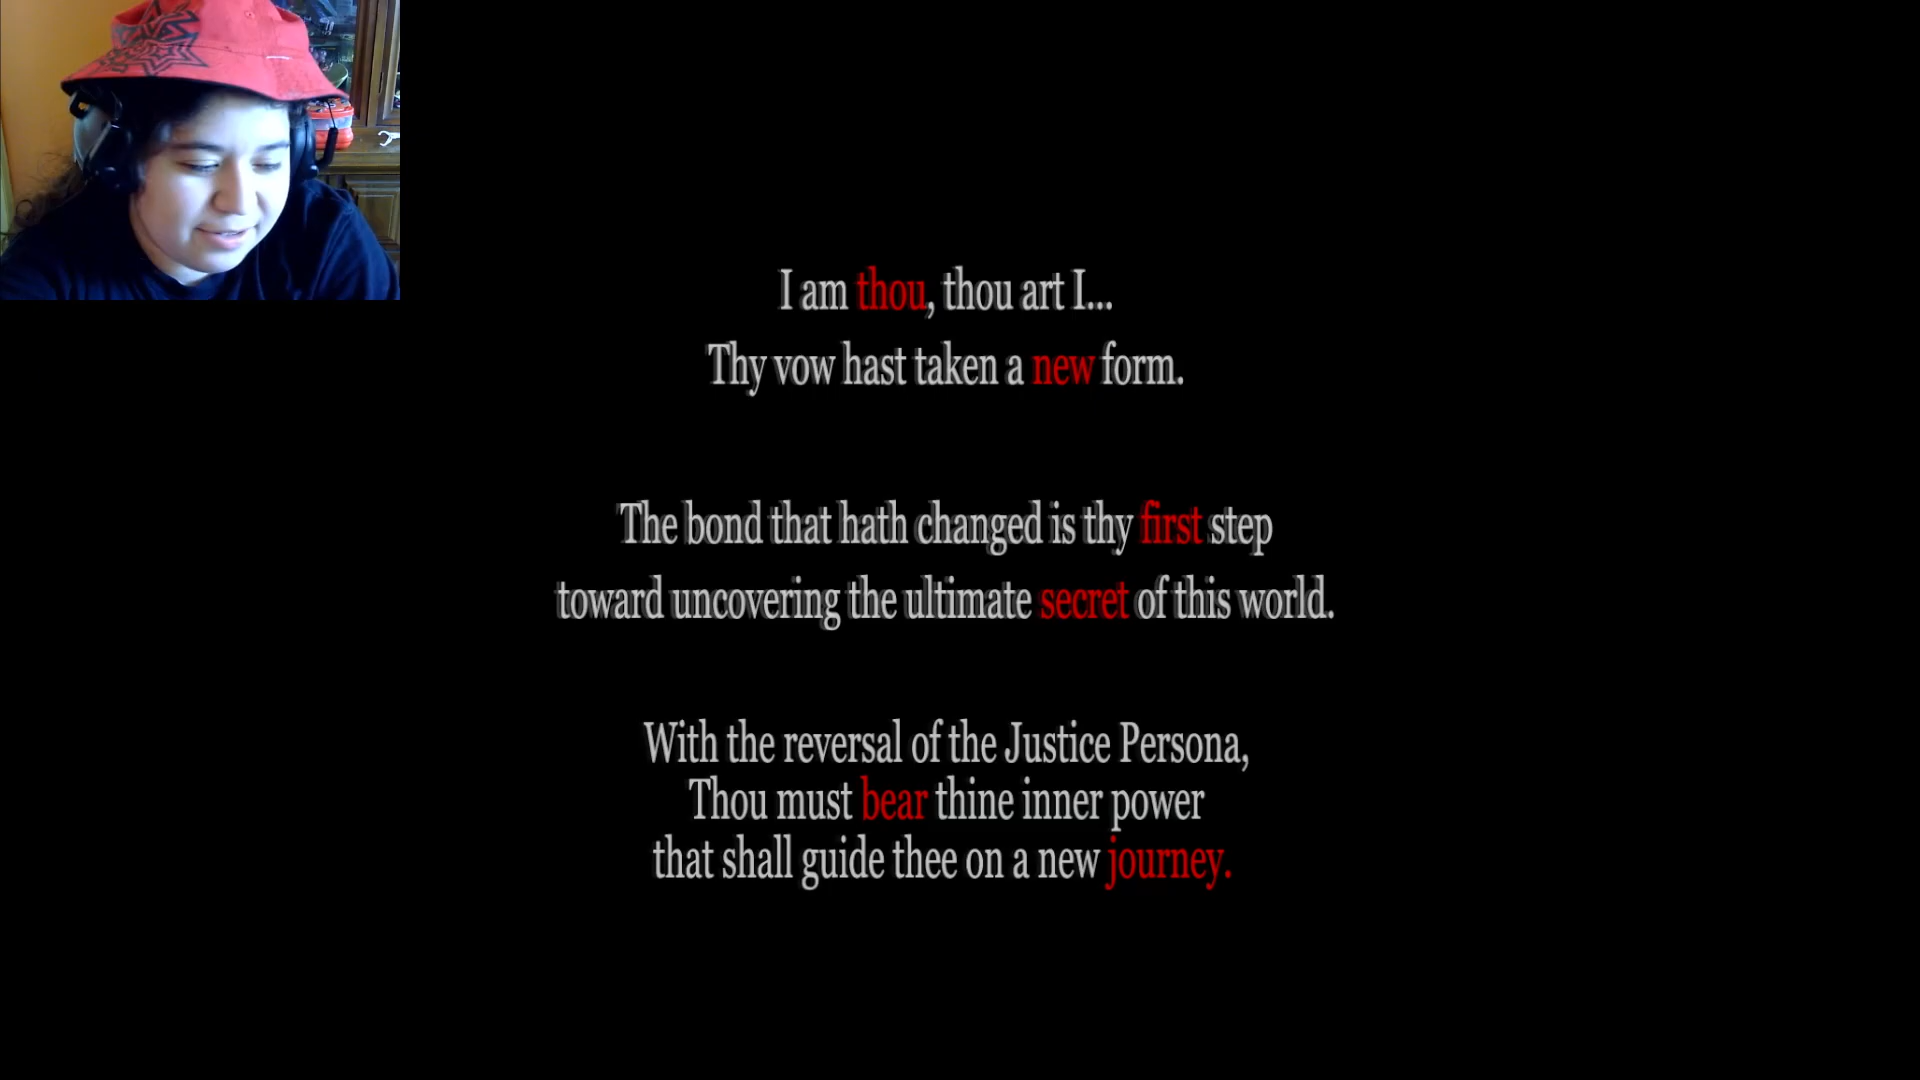 I am thou, thou art I...
Thy vow hast taken a new form.
The bond that hath changed is thy first step
toward uncovering the ultimate secret of this world.
With the reversal of the Justice Persona,
Thou must bear thine inner power
that shall guide thee on a new journey.